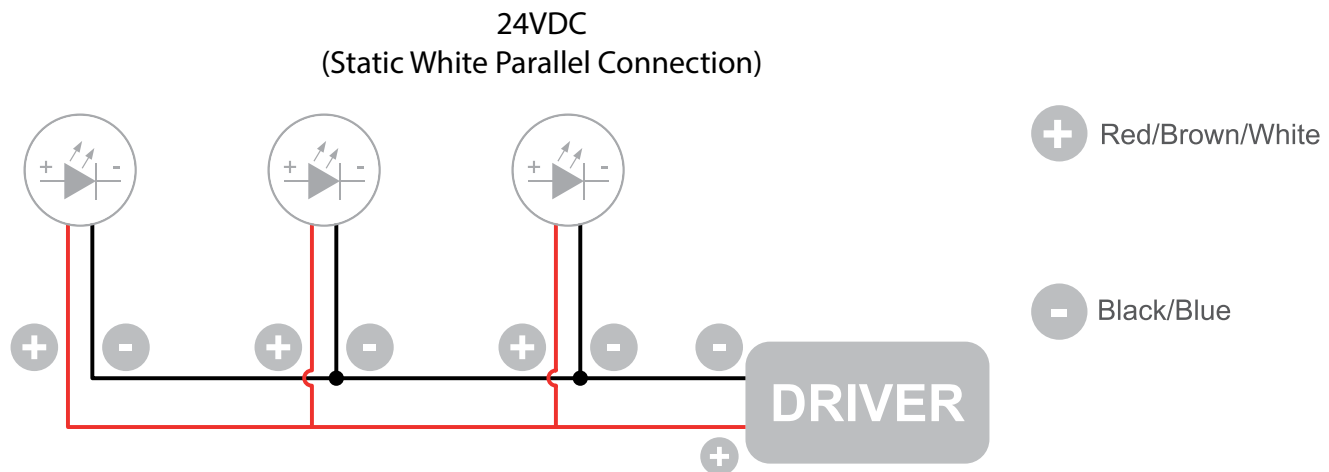 24VDC
(Static White Parallel Connection)
+ Red/Brown/White
+ - + - + -
- Black/Blue
+ - + - + - -
DRIVER
+